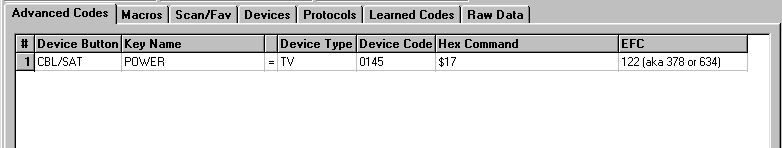 Advanced Codes Macros Scan/Fav Devices Protocols Learned Codes Raw Data
# Device Button Key Name Device Type Device Code Hex Command EFC
1 CBL/SAT POWER = TV 0145 $17 122 (aka 378 or 634)